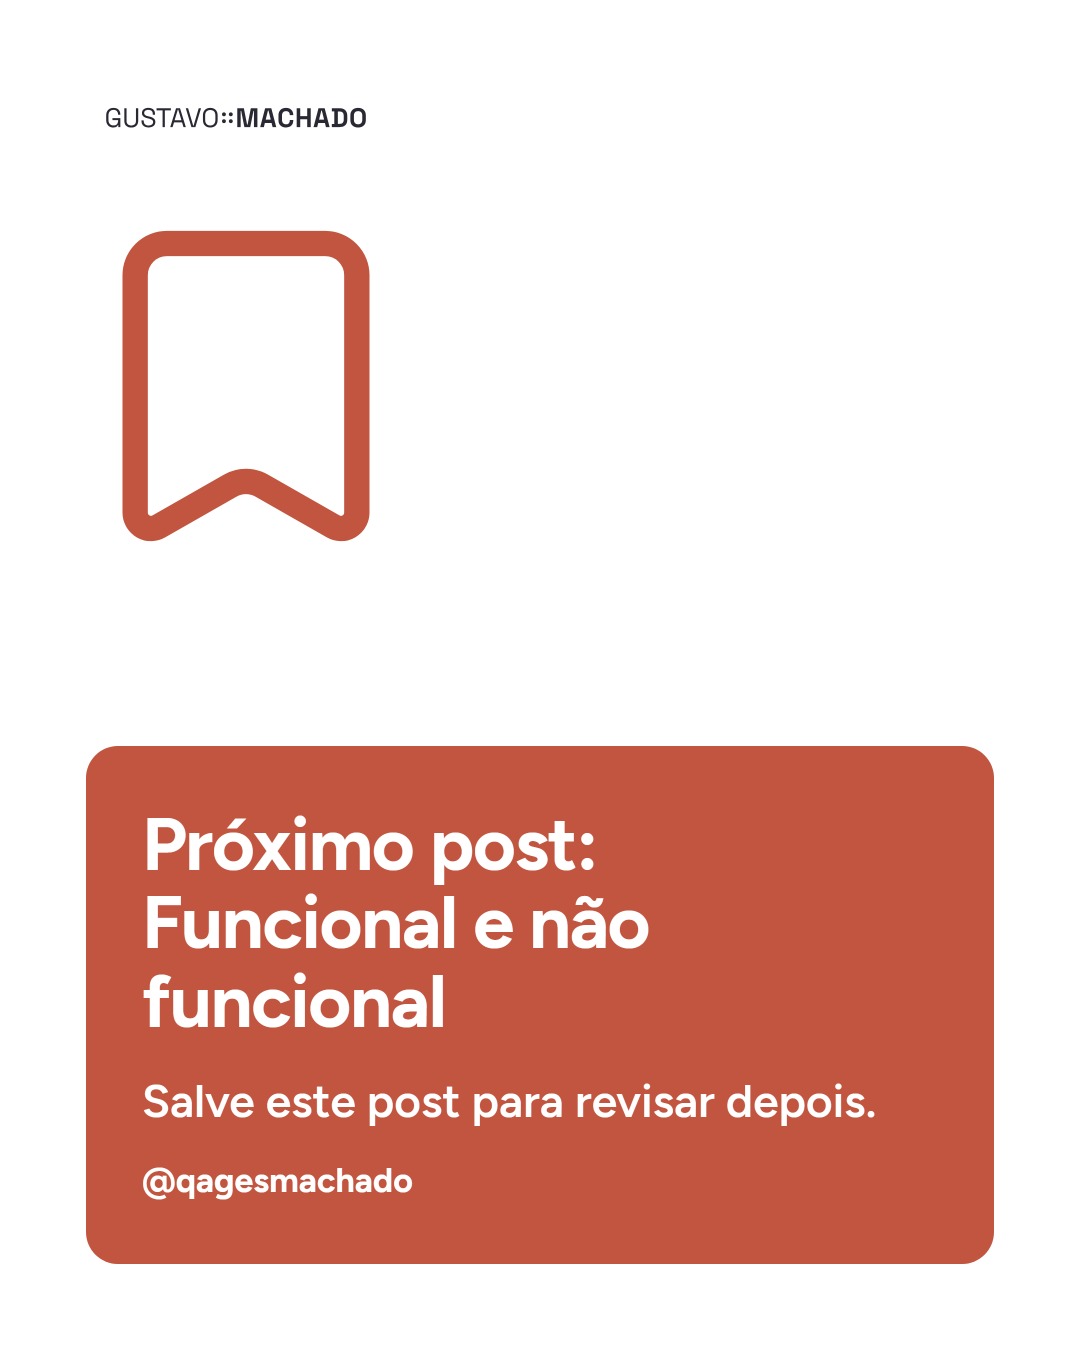 GUSTAVO::MACHADO
Próximo post:
Funcional e não
funcional
Salve este post para revisar depois.
@qagesmachado